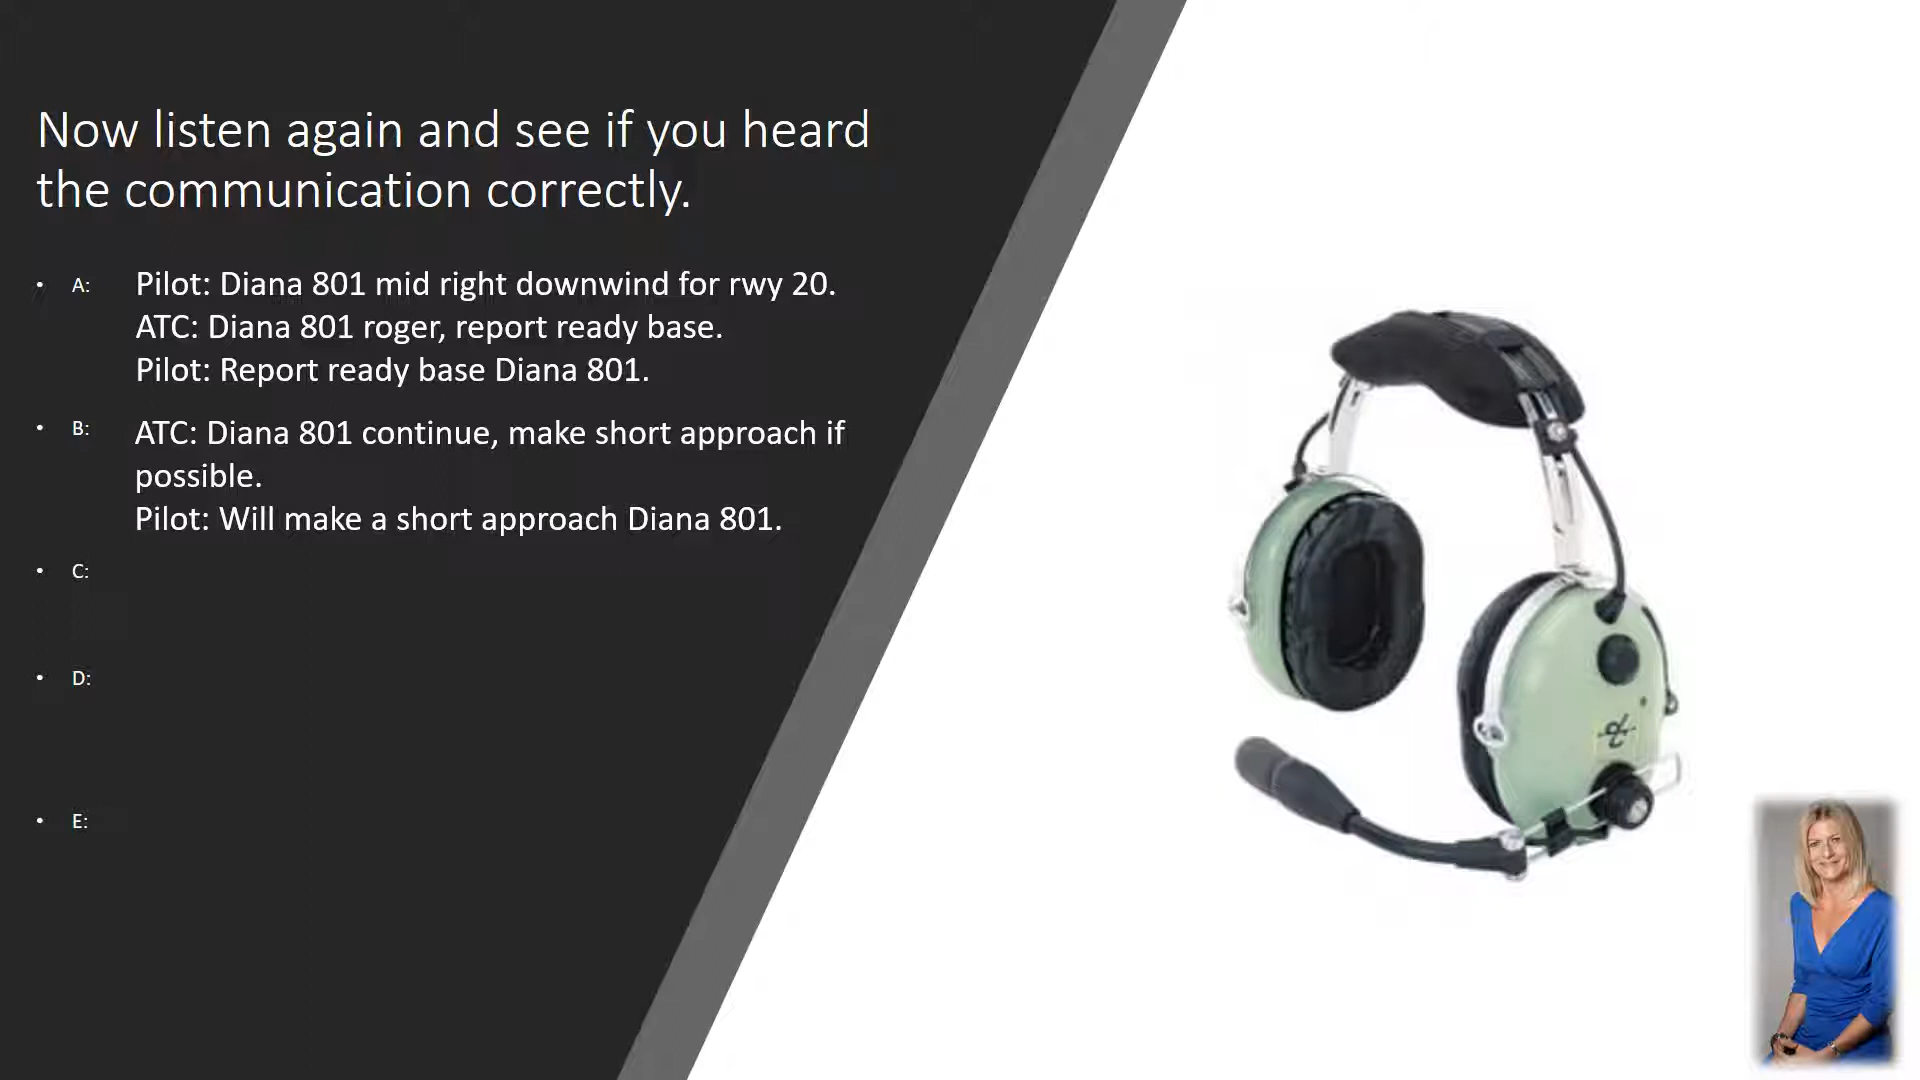 Now listen again and see if you heard
the communication correctly.
• A: Pilot: Diana 801 mid right downwind for rwy 20.
ATC: Diana 801 roger, report ready base.
Pilot: Report ready base Diana 801.
• B: ATC: Diana 801 continue, make short approach if
possible.
Pilot: Will make a short approach Diana 801.
• C:
• D:
• E: